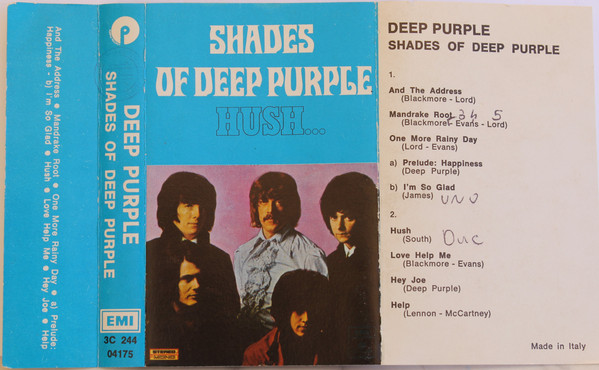 And The Address ● Mandrake Root ● One More Rainy Day ● a) Prelude:
Happiness - b) I'm So Glad ● Hush ● Love Help Me ● Hey Joe ● Help
P
DEEP PURPLE
SHADES OF DEEP PURPLE
EMI
3C 244
04175
SHADES
OF DEEP PURPLE
HUSH...
STEREO
DEEP PURPLE
SHADES OF DEEP PURPLE
1.
And The Address
(Blackmore - Lord)
Mandrake Root 345
(Blackmore - Evans - Lord)
One More Rainy Day
(Lord - Evans)
a) Prelude: Happiness
(Deep Purple)
b) I'm So Glad
(James) UNO
2.
Hush
(South) Due
Love Help Me
(Blackmore - Evans)
Hey Joe
(Deep Purple)
Help
(Lennon - McCartney)
Made in Italy